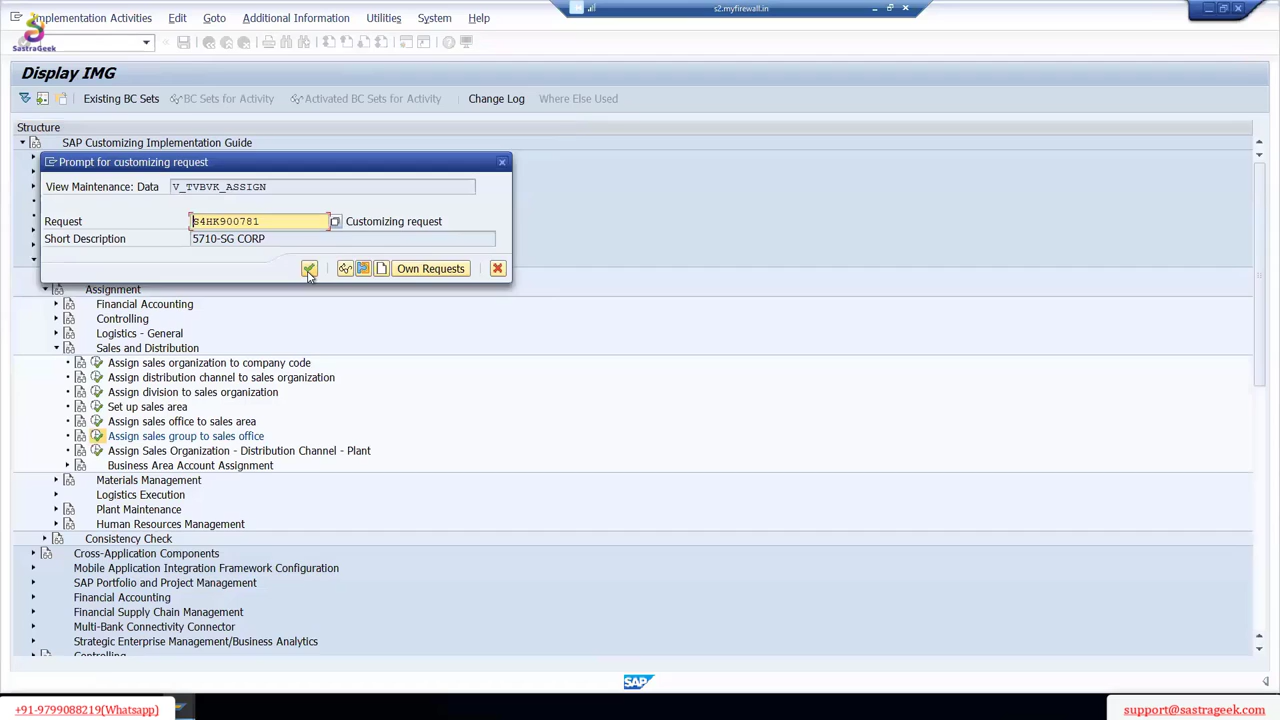 Implementation Activities Edit Goto Additional Information Utilities System Help
s2.myfirewall.in
SastraGeek
Display IMG
Existing BC Sets BC Sets for Activity Activated BC Sets for Activity Change Log Where Else Used
Structure
SAP Customizing Implementation Guide
Prompt for customizing request
View Maintenance: Data V_TVBVK_ASSIGN
Request S4HK900781 Customizing request
Short Description 5710-SG CORP
Own Requests
Assignment
Financial Accounting
Controlling
Logistics - General
Sales and Distribution
Assign sales organization to company code
Assign distribution channel to sales organization
Assign division to sales organization
Set up sales area
Assign sales office to sales area
Assign sales group to sales office
Assign Sales Organization - Distribution Channel - Plant
Business Area Account Assignment
Materials Management
Logistics Execution
Plant Maintenance
Human Resources Management
Consistency Check
Cross-Application Components
Mobile Application Integration Framework Configuration
SAP Portfolio and Project Management
Financial Accounting
Financial Supply Chain Management
Multi-Bank Connectivity Connector
Strategic Enterprise Management/Business Analytics
Controlling
SAP
+91-9799088219(Whatsapp)
support@sastrageek.com